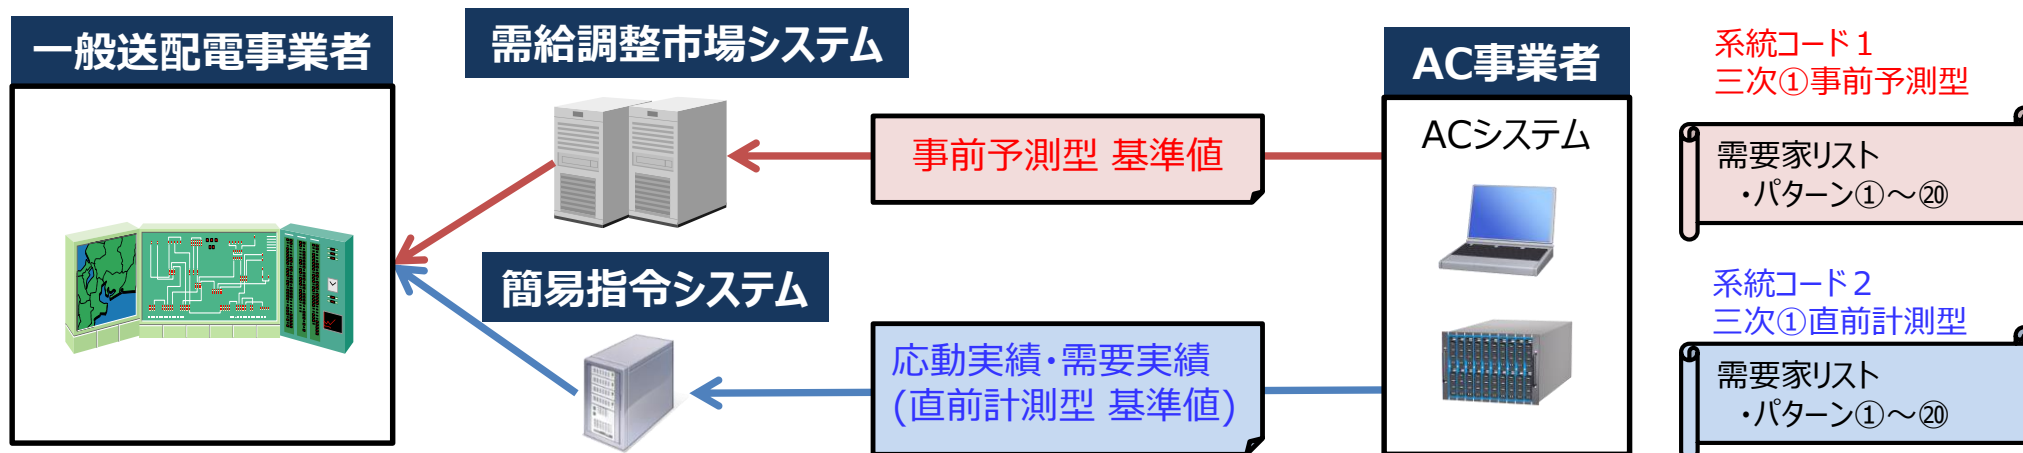 一般送配電事業者
需給調整市場システム
事前予測型 基準値
簡易指令システム
応動実績・需要実績
(直前計測型 基準値)
AC事業者
ACシステム
系統コード１
三次①事前予測型
需要家リスト
・パターン①～⑳
系統コード２
三次①直前計測型
需要家リスト
・パターン①～⑳